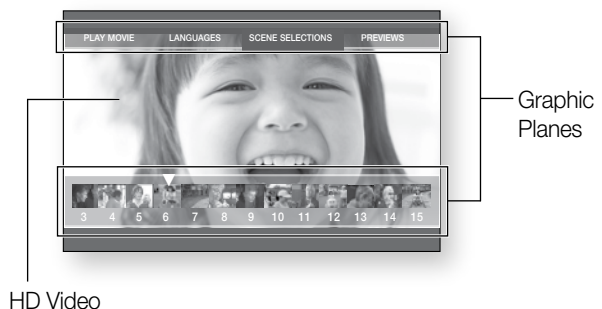 PLAY MOVIE LANGUAGES SCENE SELECTIONS PREVIEWS
Graphic
Planes
3 4 5 6 7 8 9 10 11 12 13 14 15
HD Video